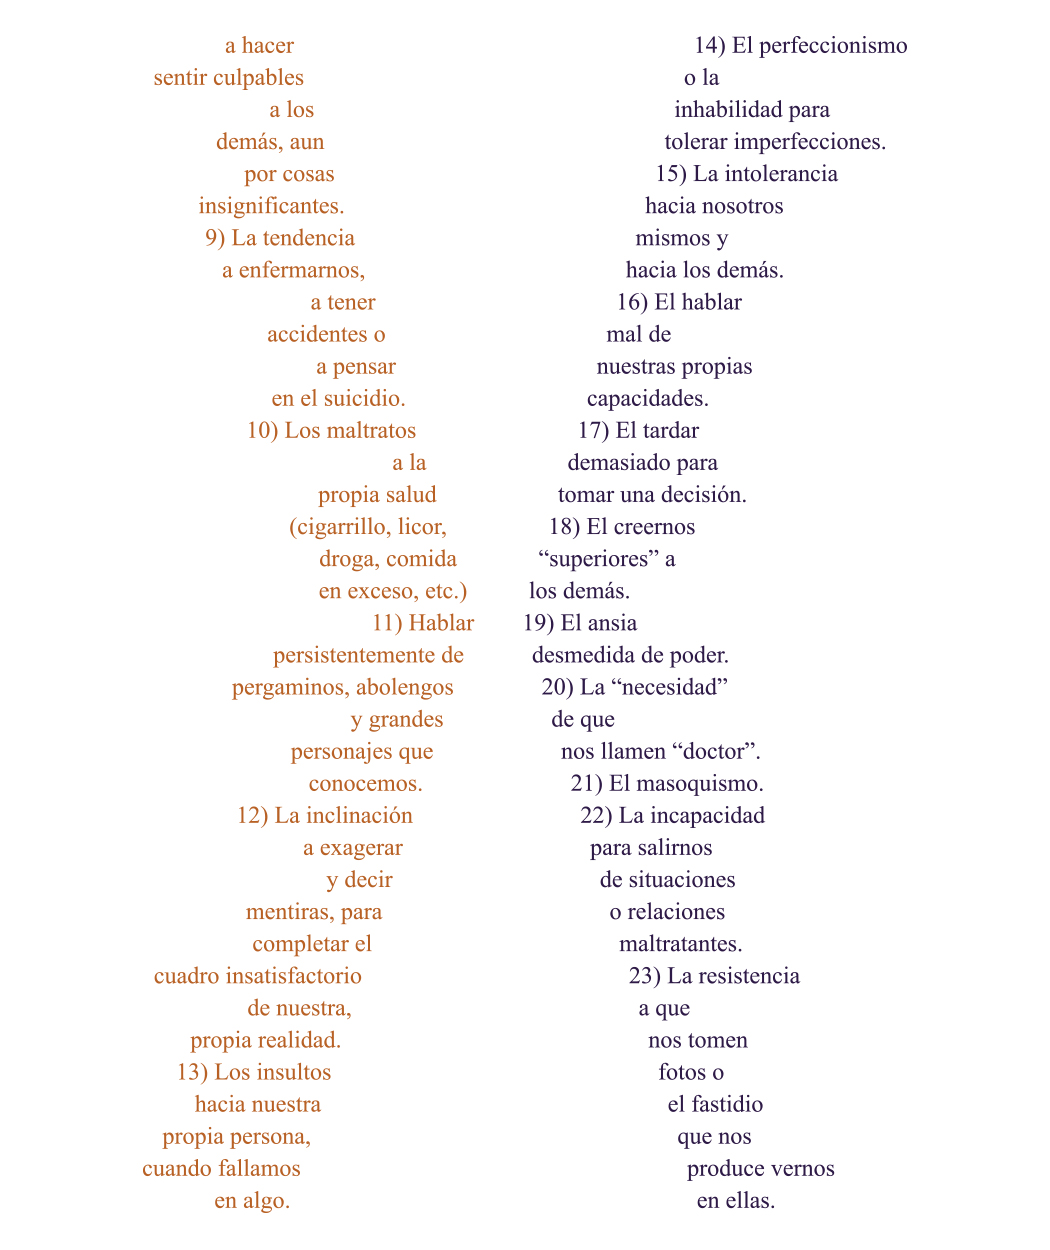 a hacer
sentir culpables
a los
demás, aun
por cosas
insignificantes.
9) La tendencia
a enfermarnos,
a tener
accidentes o
a pensar
en el suicidio.
10) Los maltratos
a la
propia salud
(cigarrillo, licor,
droga, comida
en exceso, etc.)
11) Hablar
persistentemente de
pergaminos, abolengos
y grandes
personajes que
conocemos.
12) La inclinación
a exagerar
y decir
mentiras, para
completar el
cuadro insatisfactorio
de nuestra,
propia realidad.
13) Los insultos
hacia nuestra
propia persona,
cuando fallamos
en algo.
14) El perfeccionismo
o la
inhabilidad para
tolerar imperfecciones.
15) La intolerancia
hacia nosotros
mismos y
hacia los demás.
16) El hablar
mal de
nuestras propias
capacidades.
17) El tardar
demasiado para
tomar una decisión.
18) El creernos
“superiores” a
los demás.
19) El ansia
desmedida de poder.
20) La “necesidad”
de que
nos llamen “doctor”.
21) El masoquismo.
22) La incapacidad
para salirnos
de situaciones
o relaciones
maltratantes.
23) La resistencia
a que
nos tomen
fotos o
el fastidio
que nos
produce vernos
en ellas.